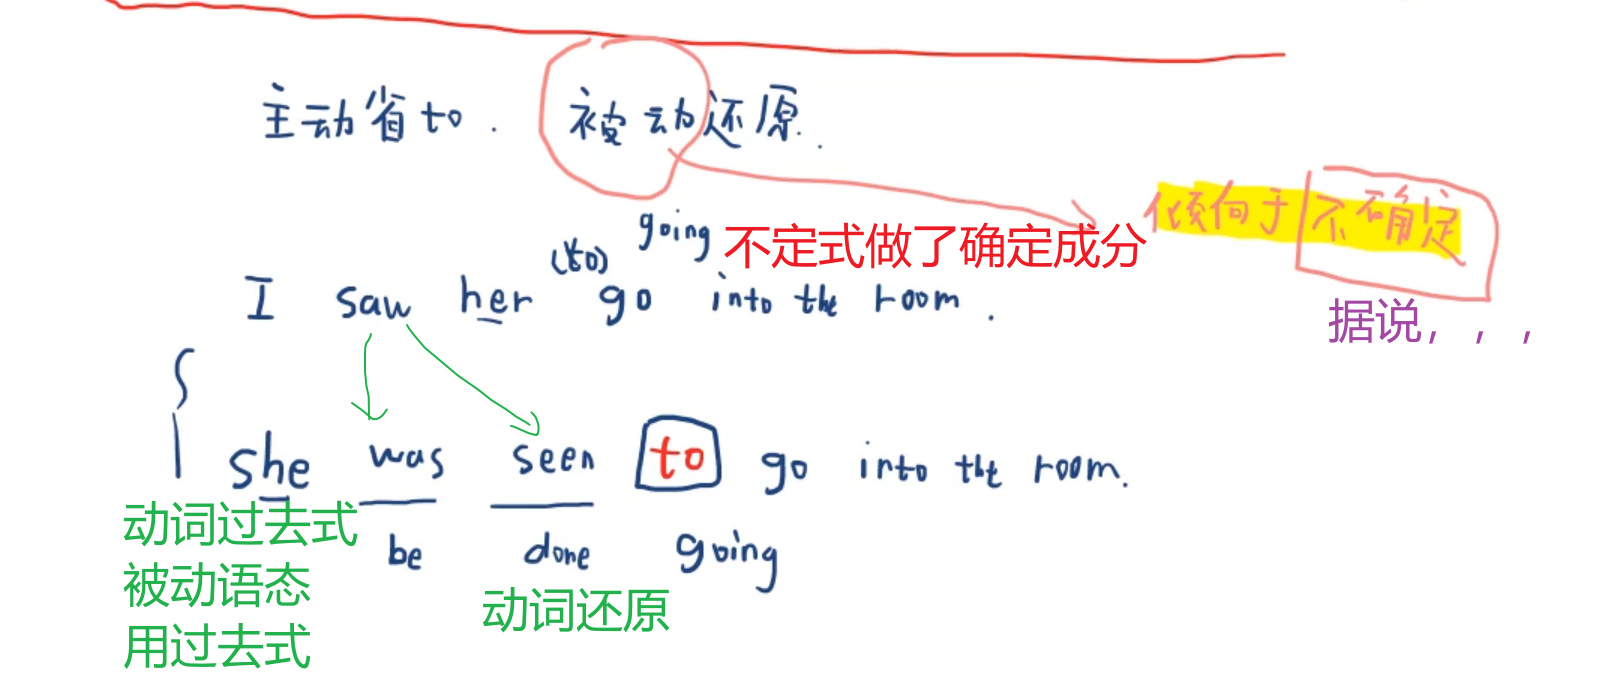 主动省to. 被动还原.
倾向于不确定
going 不定式做了确定成分
(to)
I saw her go into the room.
据说，，，
she was seen to go into the room.
动词过去式
be done going
被动语态
动词还原
用过去式